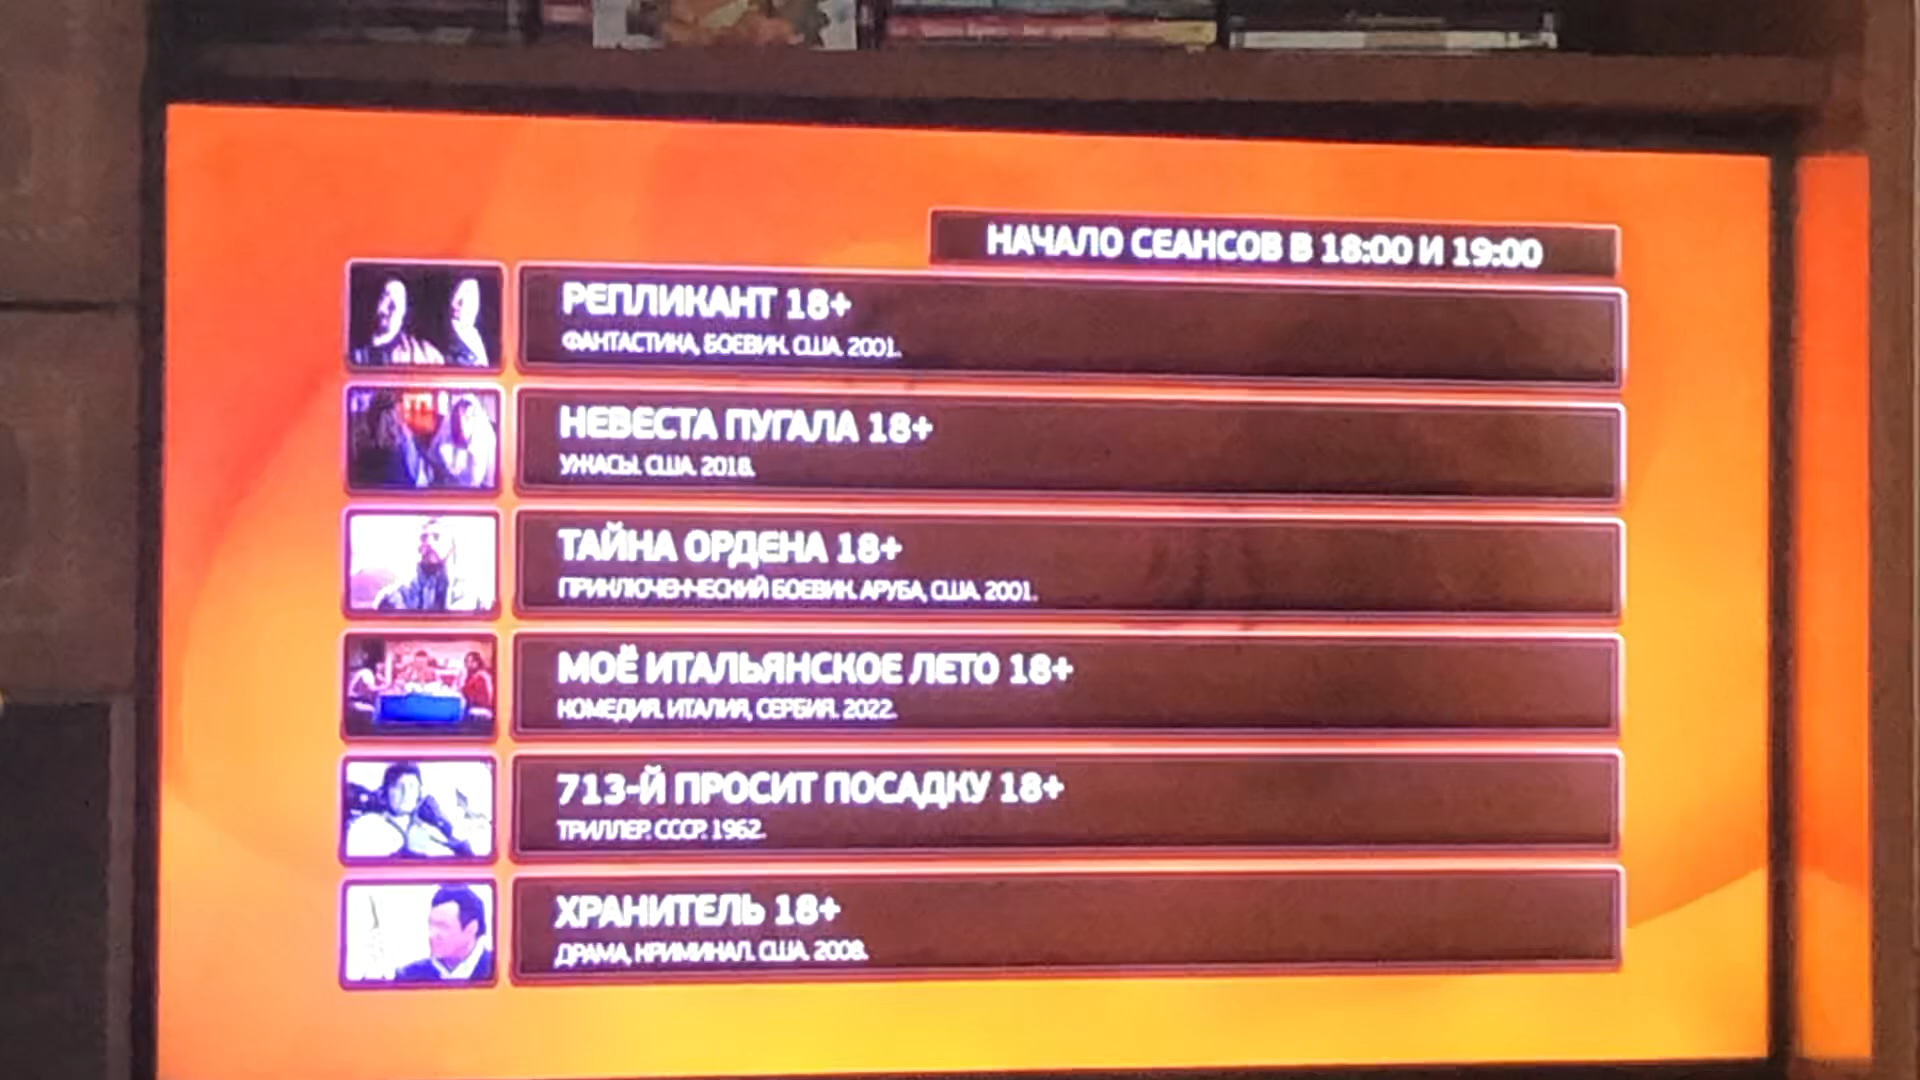 НАЧАЛО СЕАНСОВ В 18:00 И 19:00
РЕПЛИКАНТ 18+
ФАНТАСТИКА, БОЕВИК. США. 2001.
НЕВЕСТА ПУГАЛА 18+
УЖАСЫ. США. 2018.
ТАЙНА ОРДЕНА 18+
ПРИКЛЮЧЕНЧЕСКИЙ БОЕВИК. АРУБА, США. 2001.
МОЁ ИТАЛЬЯНСКОЕ ЛЕТО 18+
КОМЕДИЯ. ИТАЛИЯ, СЕРБИЯ. 2022.
713-Й ПРОСИТ ПОСАДКУ 18+
ТРИЛЛЕР. СССР. 1962.
ХРАНИТЕЛЬ 18+
ДРАМА, КРИМИНАЛ. США. 2008.